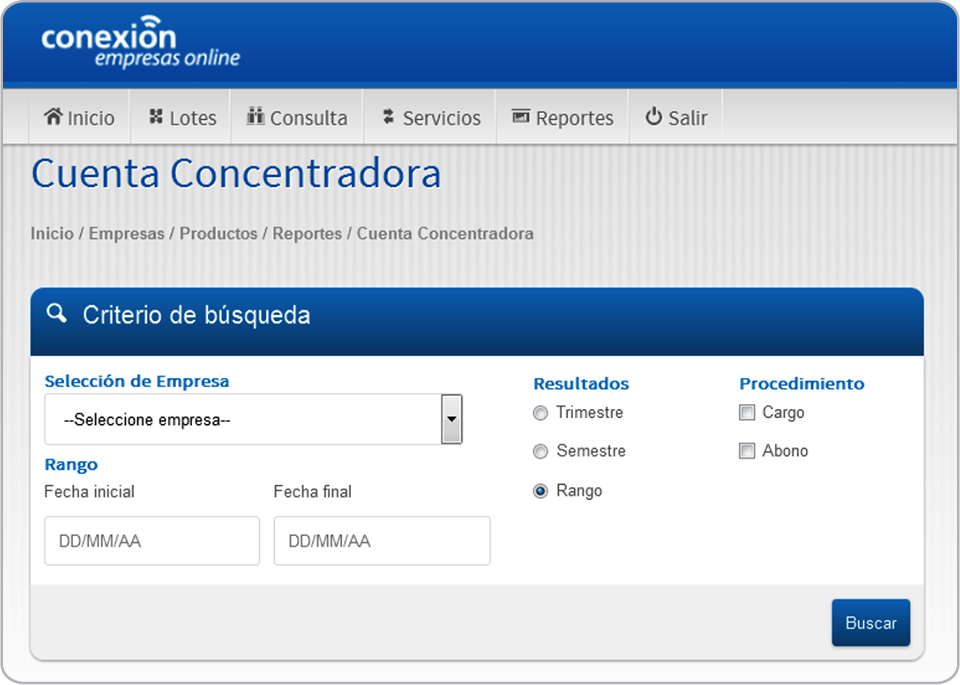 conexión
empresas online
Inicio Lotes Consulta Servicios Reportes Salir
Cuenta Concentradora
Inicio / Empresas / Productos / Reportes / Cuenta Concentradora
Criterio de búsqueda
Selección de Empresa
--Seleccione empresa--
Rango
Fecha inicial Fecha final
DD/MM/AA DD/MM/AA
Resultados
Trimestre
Semestre
Rango
Procedimiento
Cargo
Abono
Buscar